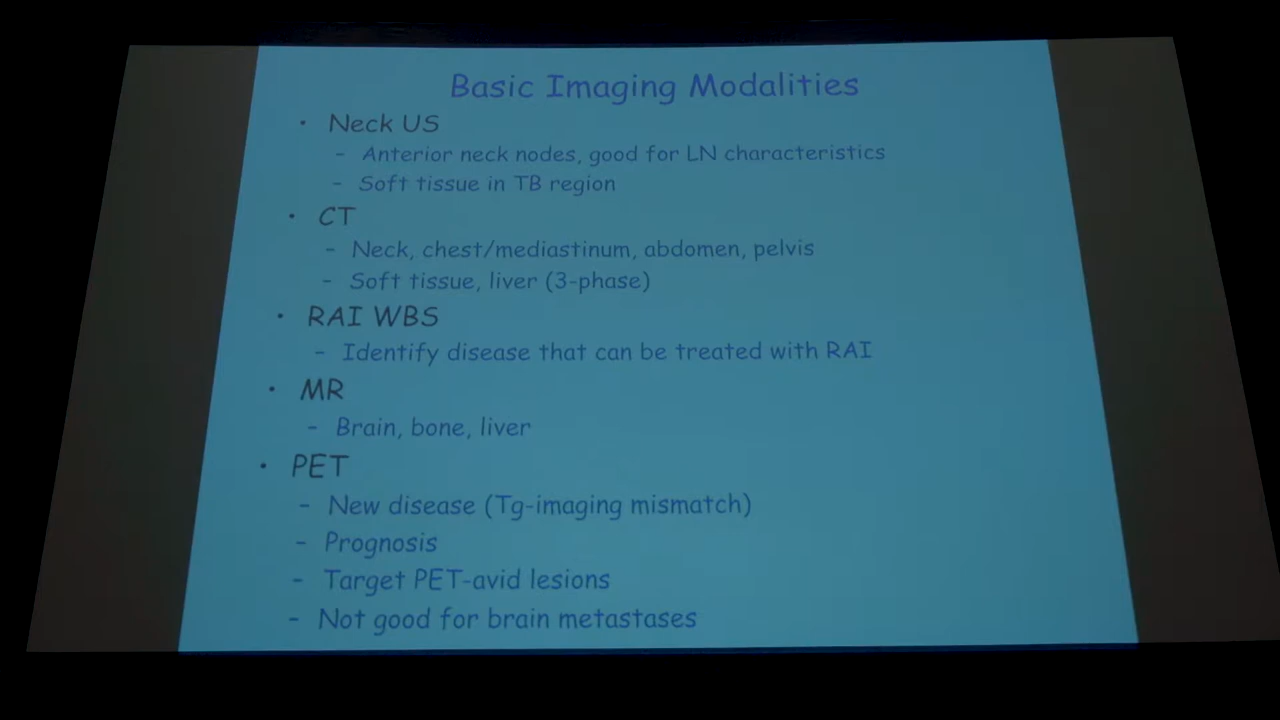 Basic Imaging Modalities
• Neck US
– Anterior neck nodes, good for LN characteristics
– Soft tissue in TB region
• CT
– Neck, chest/mediastinum, abdomen, pelvis
– Soft tissue, liver (3-phase)
• RAI WBS
– Identify disease that can be treated with RAI
• MR
– Brain, bone, liver
• PET
– New disease (Tg-imaging mismatch)
– Prognosis
– Target PET-avid lesions
– Not good for brain metastases